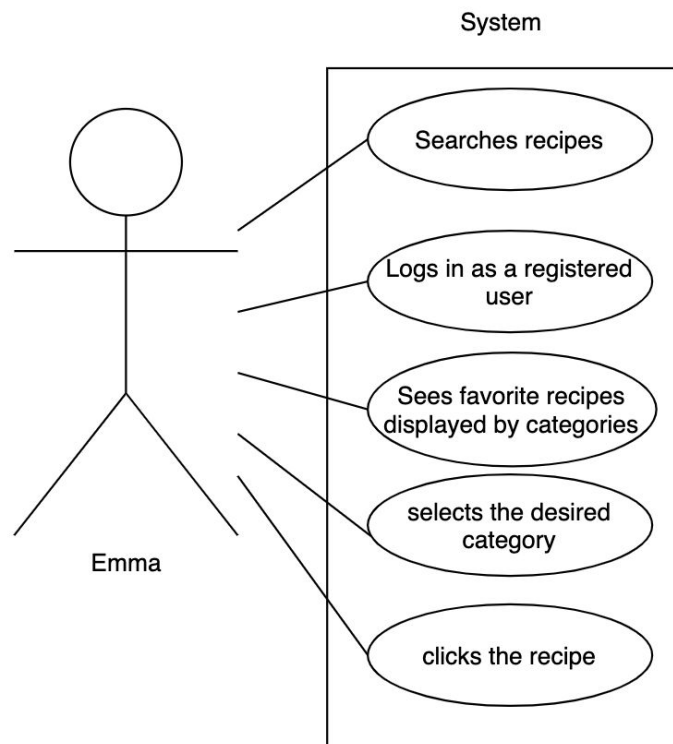 System
Searches recipes
Logs in as a registered
user
Sees favorite recipes
displayed by categories
selects the desired
category
Emma
clicks the recipe